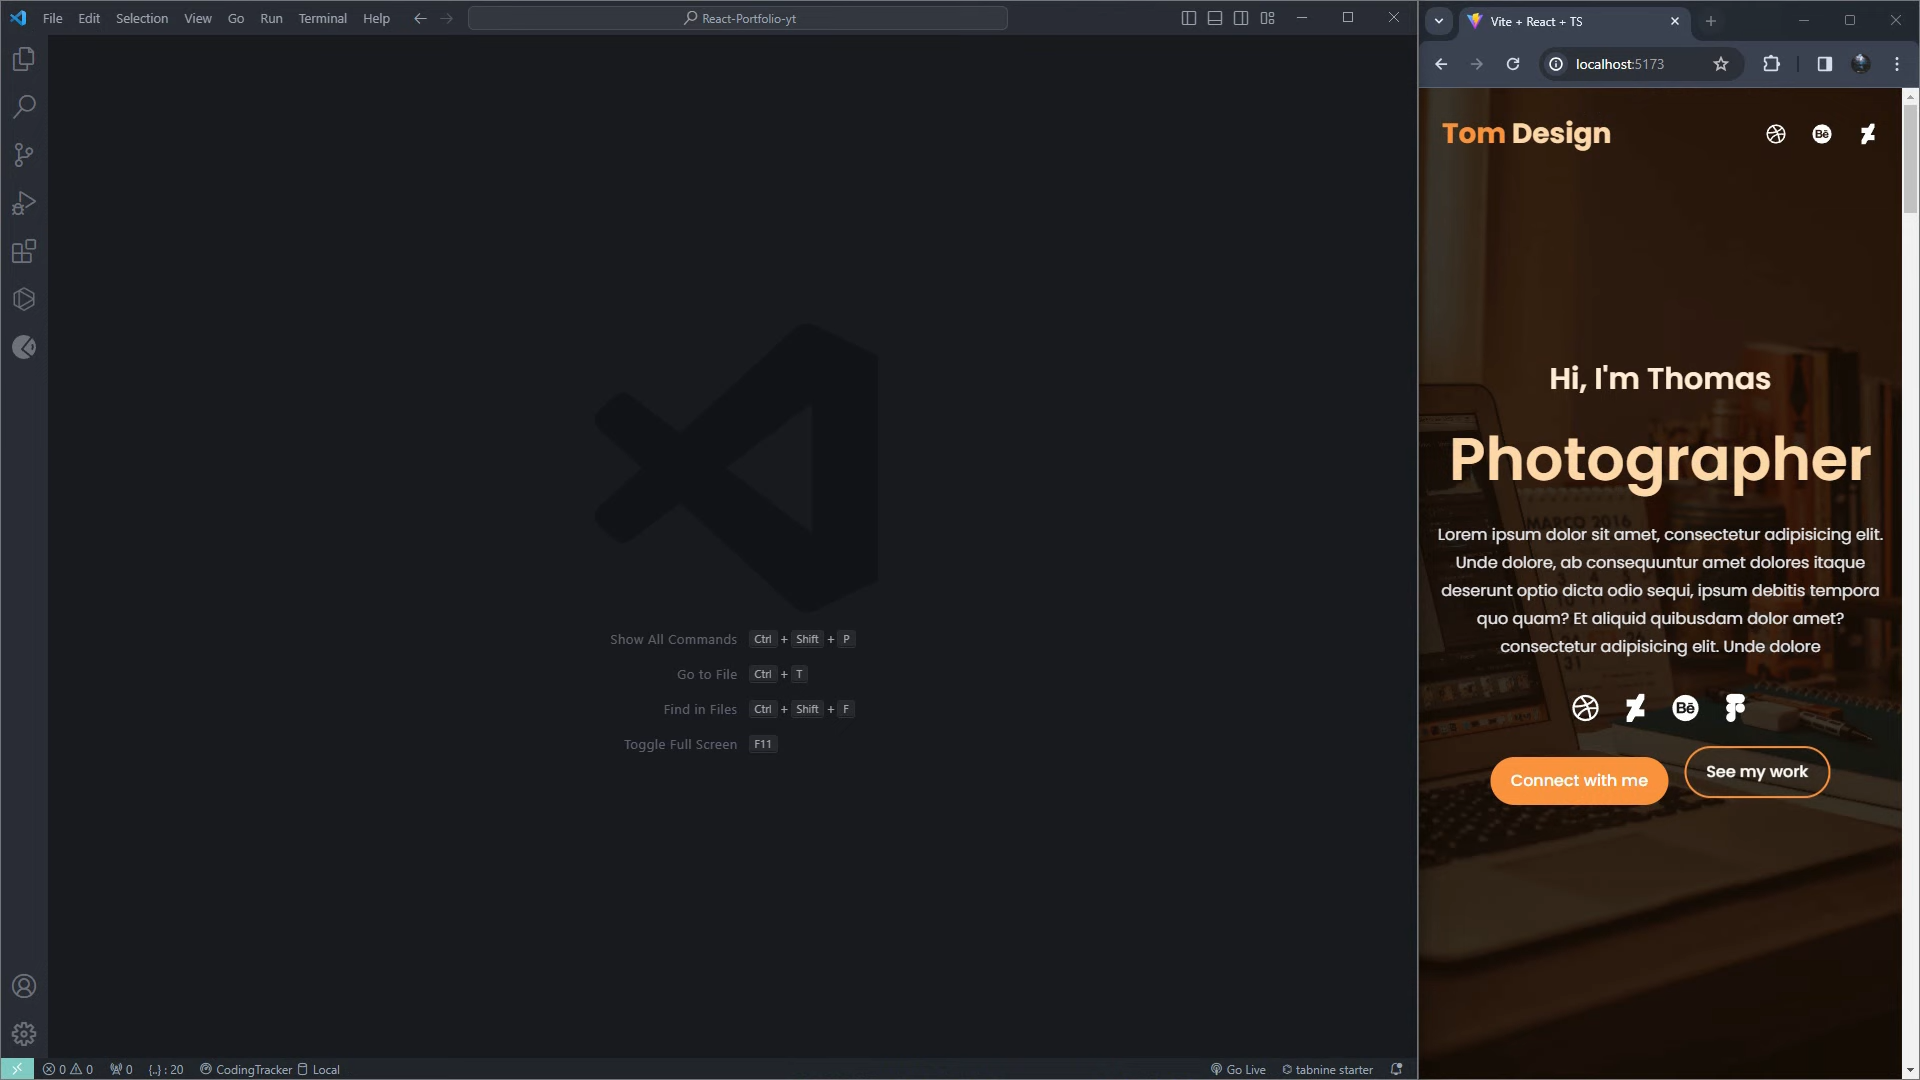 File Edit Selection View Go Run Terminal Help
React-Portfolio-yt
Show All Commands Ctrl + Shift + P
Go to File Ctrl + T
Find in Files Ctrl + Shift + F
Toggle Full Screen F11
0 0 0 {..} : 20 CodingTracker Local
Go Live tabnine starter
Vite + React + TS
localhost:5173
Tom Design
Bē
Hi, I'm Thomas
Photographer
Lorem ipsum dolor sit amet, consectetur adipisicing elit.
Unde dolore, ab consequuntur amet dolores itaque
deserunt optio dicta odio sequi, ipsum debitis tempora
quo quam? Et aliquid quibusdam dolor amet?
consectetur adipisicing elit. Unde dolore
Bē
Connect with me
See my work
MARÇO 2016